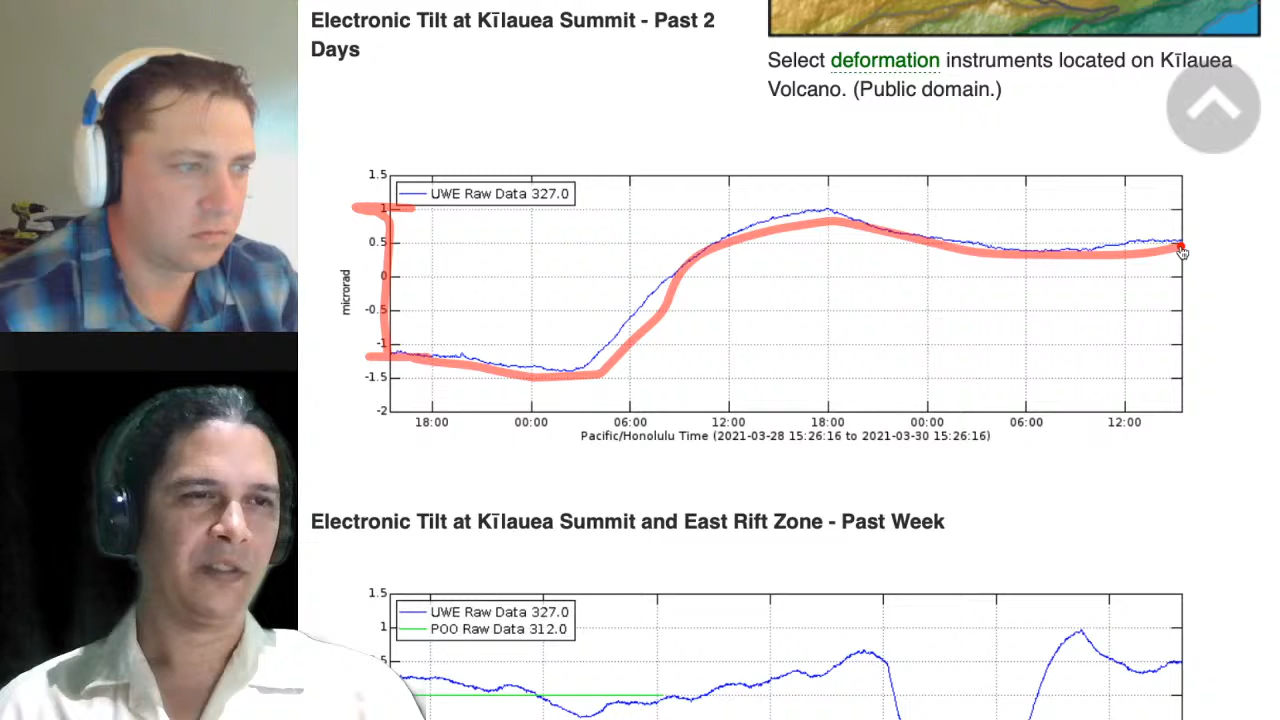 Electronic Tilt at Kīlauea Summit - Past 2
Days
Select deformation instruments located on Kīlauea
Volcano. (Public domain.)
1.5
1
0.5
0
-0.5
-1
-1.5
-2
microrad
UWE Raw Data 327.0
18:00 00:00 06:00 12:00 18:00 00:00 06:00 12:00
Pacific/Honolulu Time (2021-03-28 15:26:16 to 2021-03-30 15:26:16)
Electronic Tilt at Kīlauea Summit and East Rift Zone - Past Week
1.5
1
UWE Raw Data 327.0
POO Raw Data 312.0